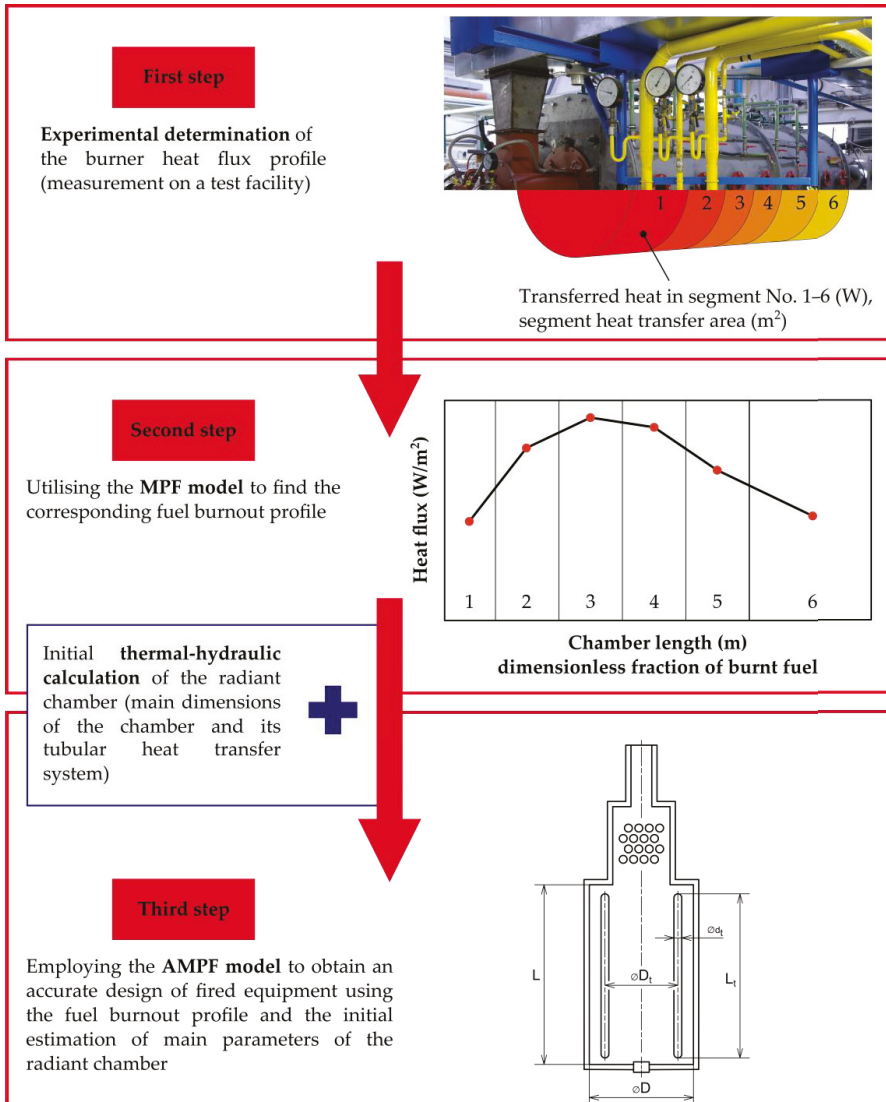 First step
Experimental determination of
the burner heat flux profile
(measurement on a test facility)
1 2 3 4 5 6
Transferred heat in segment No. 1–6 (W),
segment heat transfer area (m²)
Second step
Utilising the MPF model to find the
corresponding fuel burnout profile
Heat flux (W/m²)
1 2 3 4 5 6
Chamber length (m)
dimensionless fraction of burnt fuel
Initial thermal-hydraulic
calculation of the radiant
chamber (main dimensions
of the chamber and its
tubular heat transfer
system)
Third step
Employing the AMPF model to obtain an
accurate design of fired equipment using
the fuel burnout profile and the initial
estimation of main parameters of the
radiant chamber
L
⌀Dₜ
⌀dₜ
Lₜ
⌀D